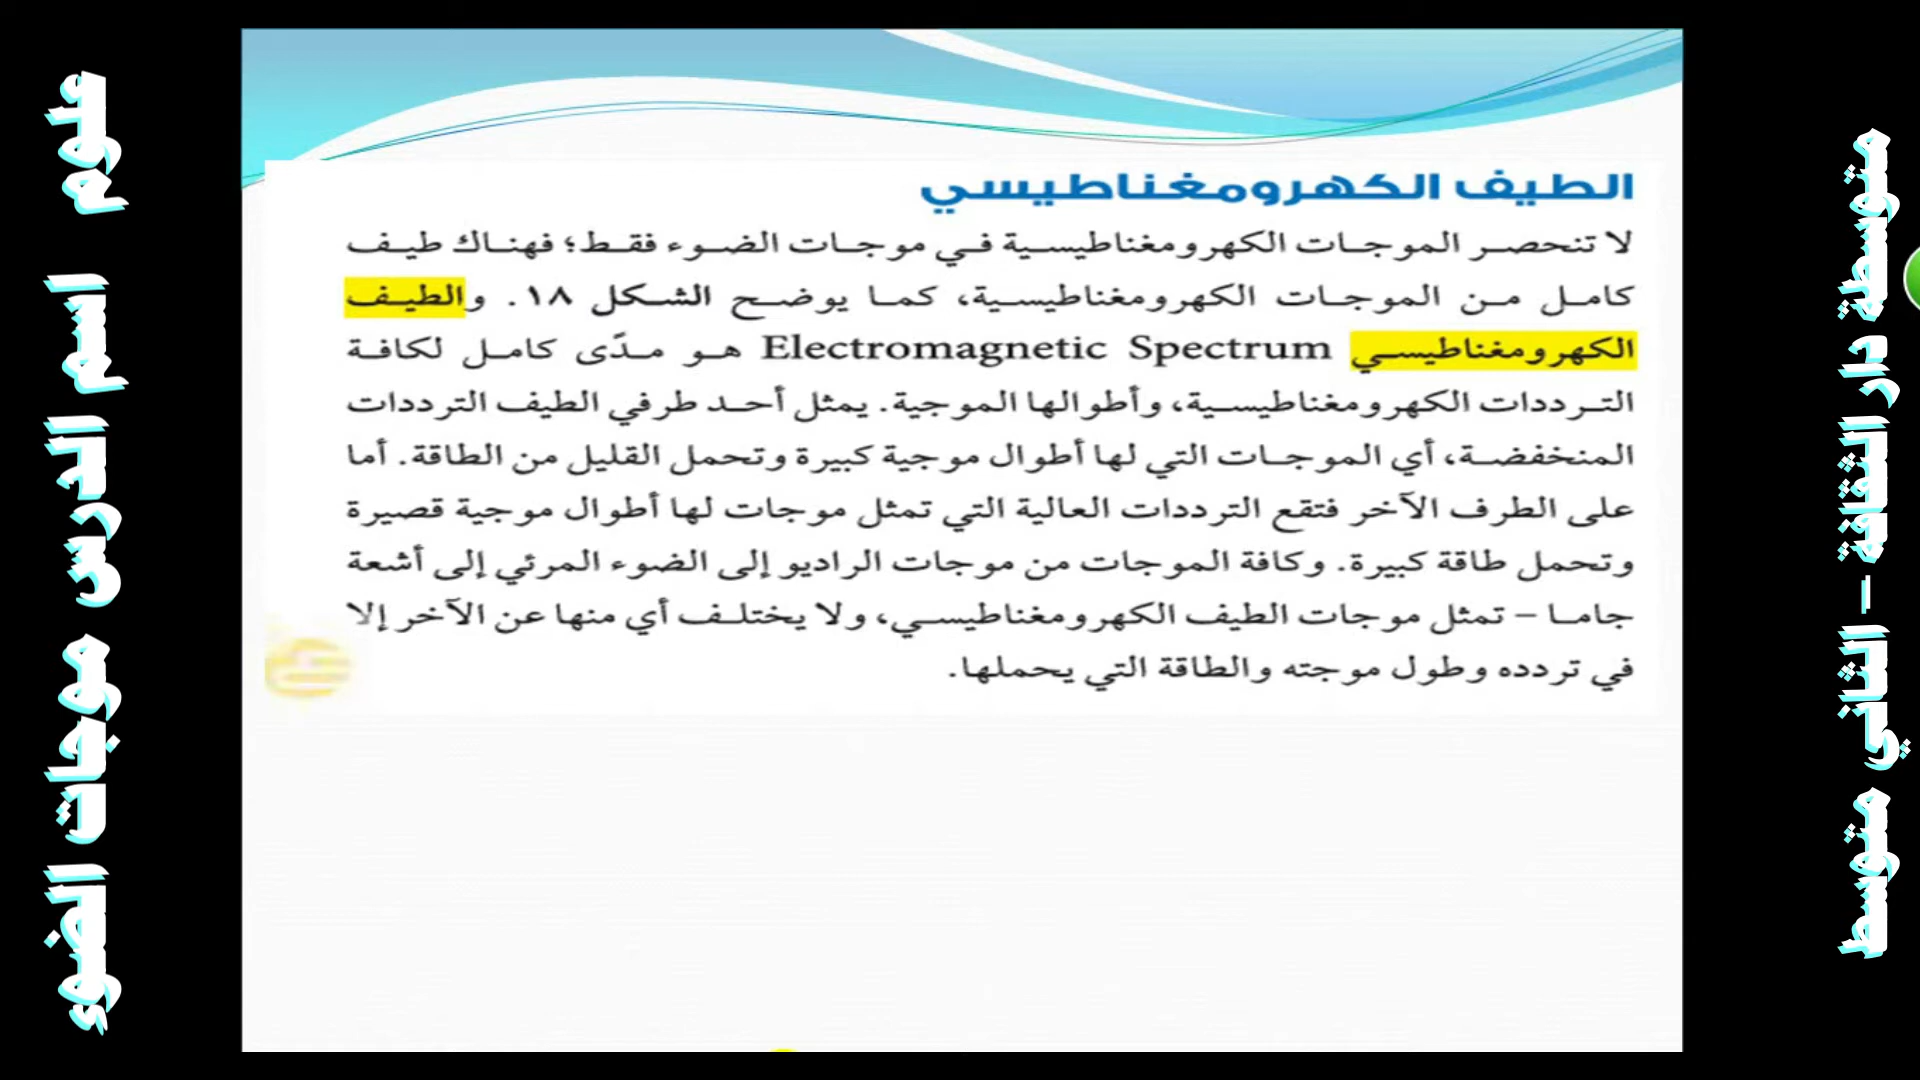 الطيف الكهرومغناطيسي
لا تنحصر الموجات الكهرومغناطيسية في موجات الضوء فقط؛ فهناك طيف
كامل من الموجات الكهرومغناطيسية، كما يوضح الشكل ١٨. والطيف
الكهرومغناطيسي Electromagnetic Spectrum هو مدًى كامل لكافة
الترددات الكهرومغناطيسية، وأطوالها الموجية. يمثل أحد طرفي الطيف الترددات
المنخفضة، أي الموجات التي لها أطوال موجية كبيرة وتحمل القليل من الطاقة. أما
على الطرف الآخر فتقع الترددات العالية التي تمثل موجات لها أطوال موجية قصيرة
وتحمل طاقة كبيرة. وكافة الموجات من موجات الراديو إلى الضوء المرئي إلى أشعة
جاما – تمثل موجات الطيف الكهرومغناطيسي، ولا يختلف أي منها عن الآخر إلا
في تردده وطول موجته والطاقة التي يحملها.
متوسطة دار الثقافة – الثاني متوسط
علوم اسم الدرس موجات الضوء